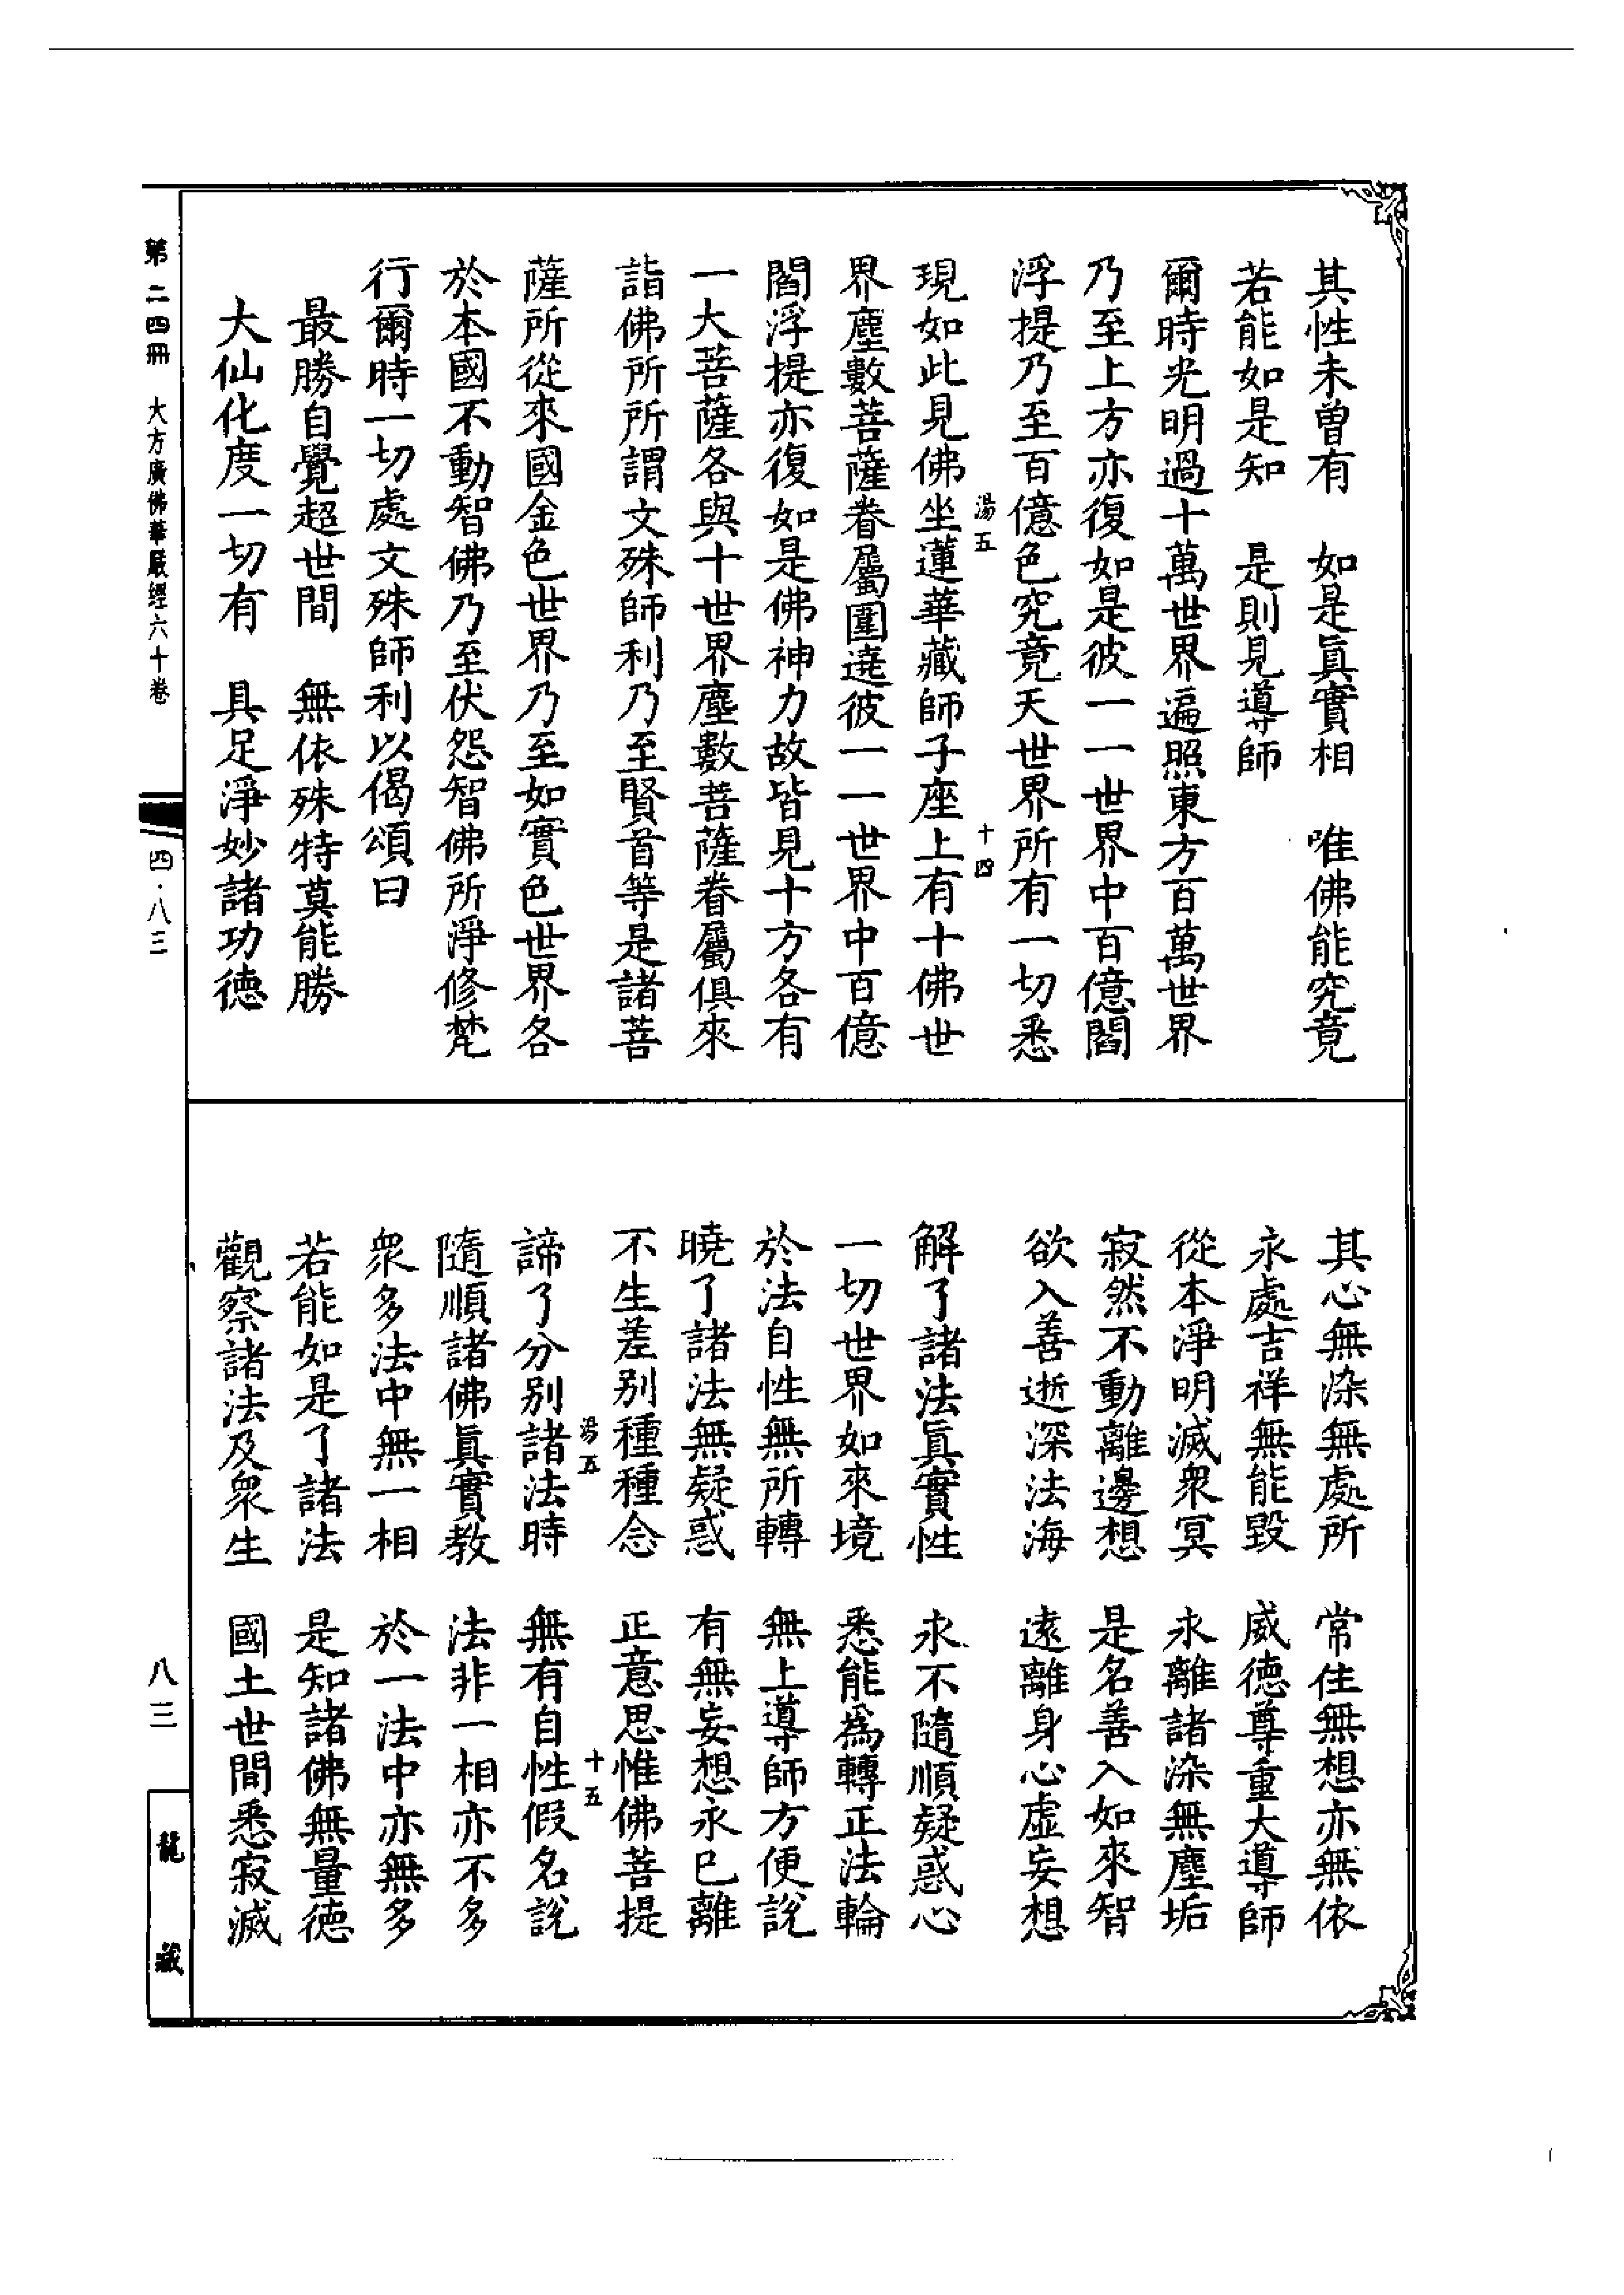 其性未曾有　如是眞實相　唯佛能究竟
若能如是知　是則見導師
爾時光明過十萬世界遍照東方百萬世界
乃至上方亦復如是彼一一世界中百億閻
浮提乃至百億色究竟天世界所有一切悉
湯五　十四
現如此見佛坐蓮華藏師子座上有十佛世
界塵數菩薩眷屬圍遶彼一一世界中百億
閻浮提亦復如是佛神力故皆見十方各有
一大菩薩各與十世界塵數菩薩眷屬俱來
詣佛所所謂文殊師利乃至賢首等是諸菩
薩所從來國金色世界乃至如實色世界各
於本國不動智佛乃至伏怨智佛所淨修梵
行爾時一切處文殊師利以偈頌曰
最勝自覺超世間　無依殊特莫能勝
大仙化度一切有　具足淨妙諸功德
其心無染無處所　常住無想亦無依
永處吉祥無能毀　威德尊重大導師
從本淨明滅衆冥　永離諸染無塵垢
寂然不動離邊想　是名善入如來智
欲入善逝深法海　遠離身心虛妄想
解了諸法眞實性　永不隨順疑惑心
一切世界如來境　悉能爲轉正法輪
於法自性無所轉　無上導師方便說
曉了諸法無疑惑　有無妄想永已離
不生差别種種念　正意思惟佛菩提
湯五　十五
諦了分别諸法時　無有自性假名說
隨順諸佛眞實教　法非一相亦不多
衆多法中無一相　於一法中亦無多
若能如是了諸法　是知諸佛無量德
觀察諸法及衆生　國土世間悉寂滅
第二四冊　大方廣佛華嚴經六十卷　四·八三
八三　龍藏